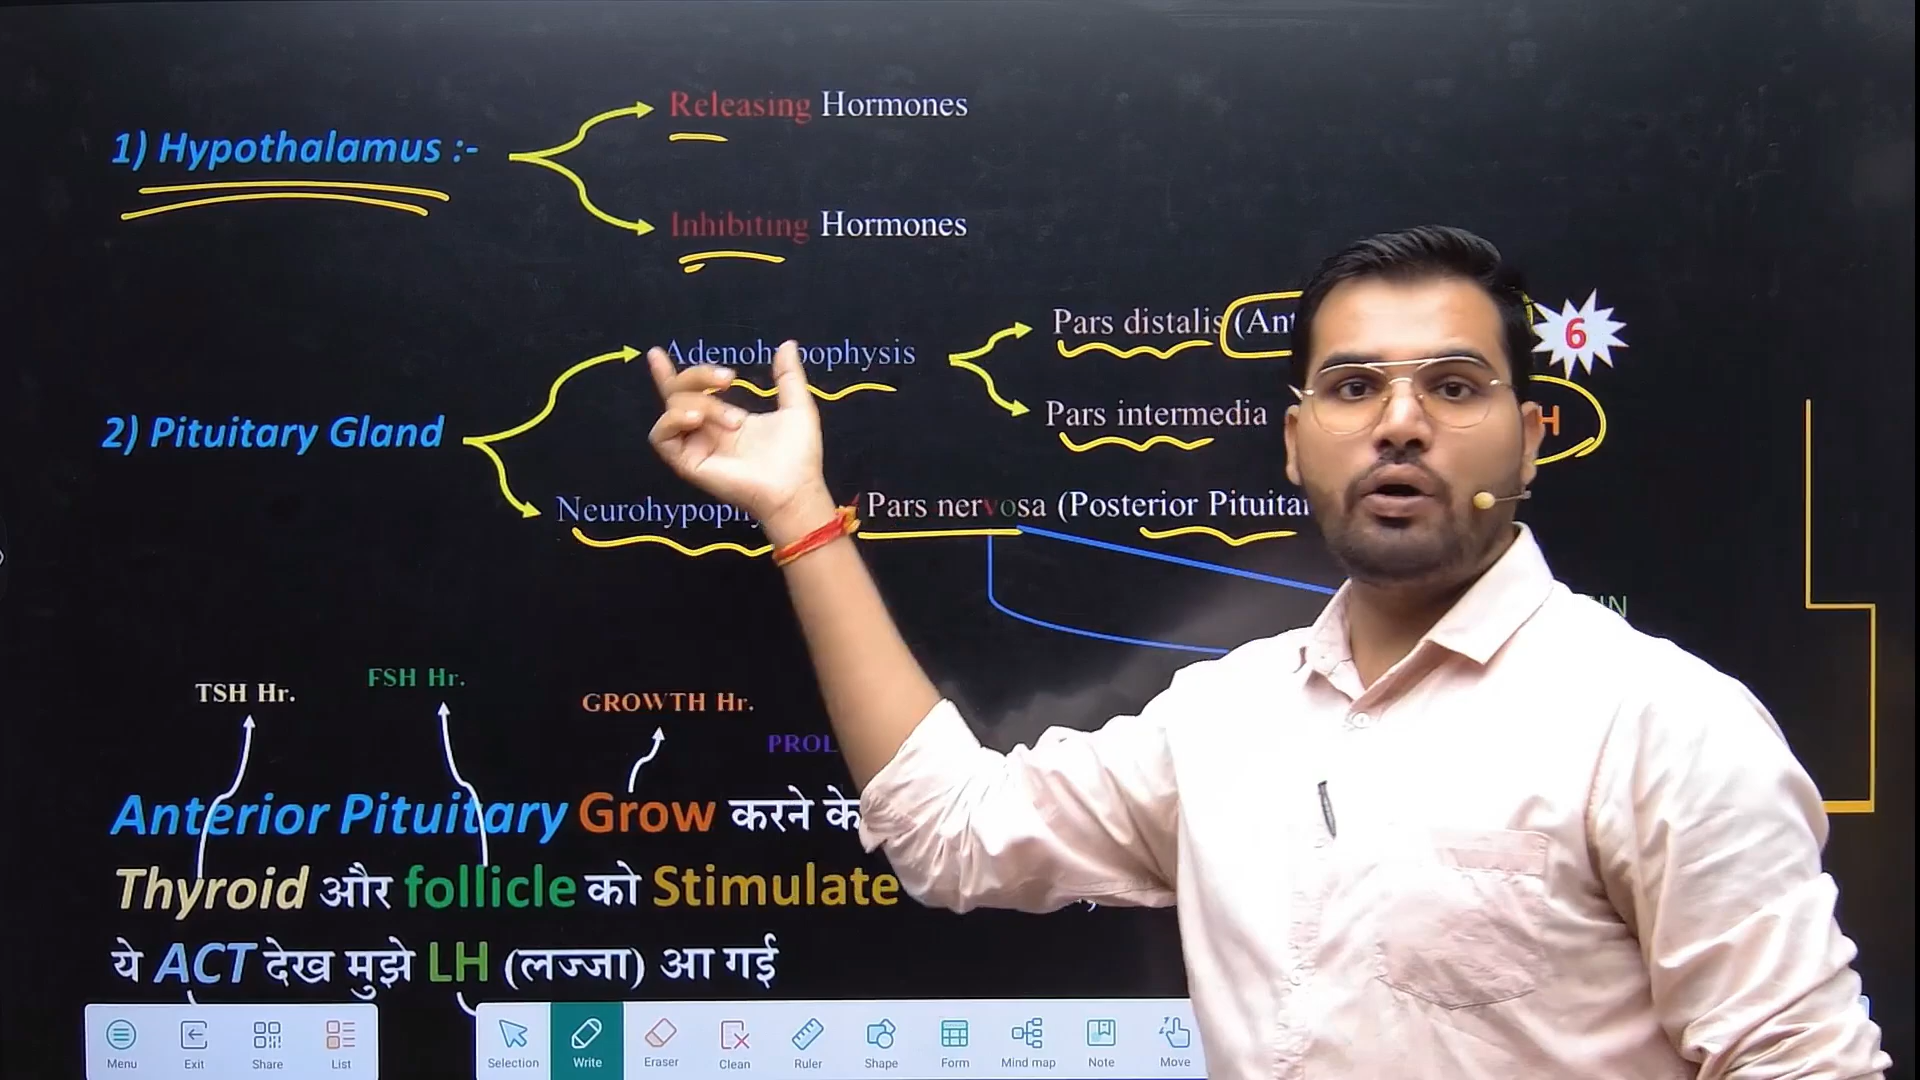 1) Hypothalamus :-
Releasing Hormones
Inhibiting Hormones
2) Pituitary Gland
Adenohypophysis
Pars distalis
6
Pars intermedia
Pars nervosa (Posterior
TSH Hr.
FSH Hr.
GROWTH Hr.
Anterior Pituitary Grow करने के
Thyroid और follicle को Stimulate
ये ACT देख मुझे LH (लज्जा) आ गई
Menu
Exit
Share
List
Selection
Write
Eraser
Clean
Ruler
Shape
Form
Mind map
Note
Move